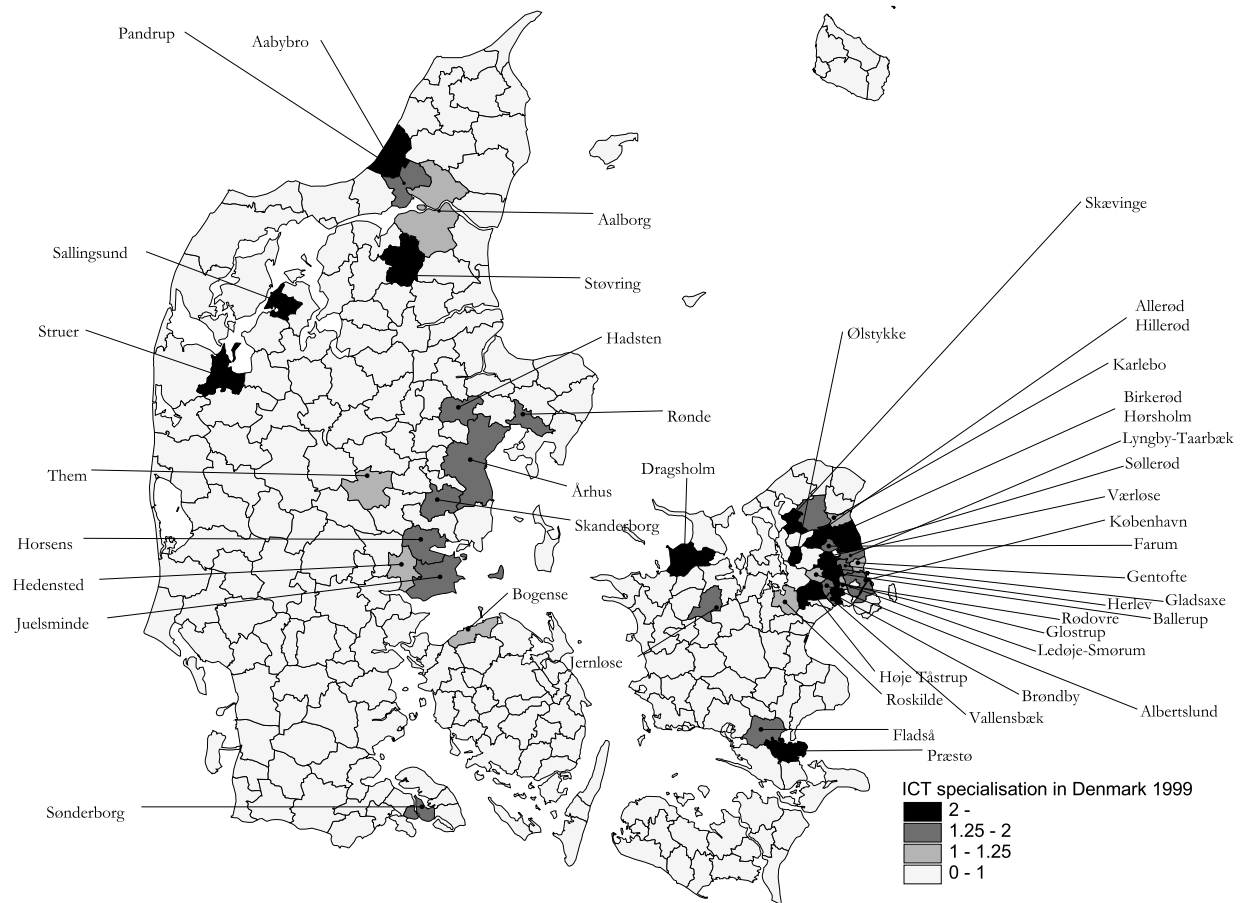 Pandrup
Aabybro
Aalborg
Skævinge
Sallingsund
Støvring
Struer
Hadsten
Ølstykke
Allerød
Hillerød
Karlebo
Rønde
Birkerød
Hørsholm
Lyngby-Taarbæk
Dragsholm
Søllerød
Them
Århus
Værløse
Skanderborg
København
Horsens
Farum
Hedensted
Gentofte
Bogense
Gladsaxe
Herlev
Juelsminde
Rødovre
Ballerup
Glostrup
Ledøje-Smørum
Jernløse
Høje Tåstrup
Roskilde
Brøndby
Albertslund
Vallensbæk
Fladså
Præstø
Sønderborg
ICT specialisation in Denmark 1999
2 -
1.25 - 2
1 - 1.25
0 - 1